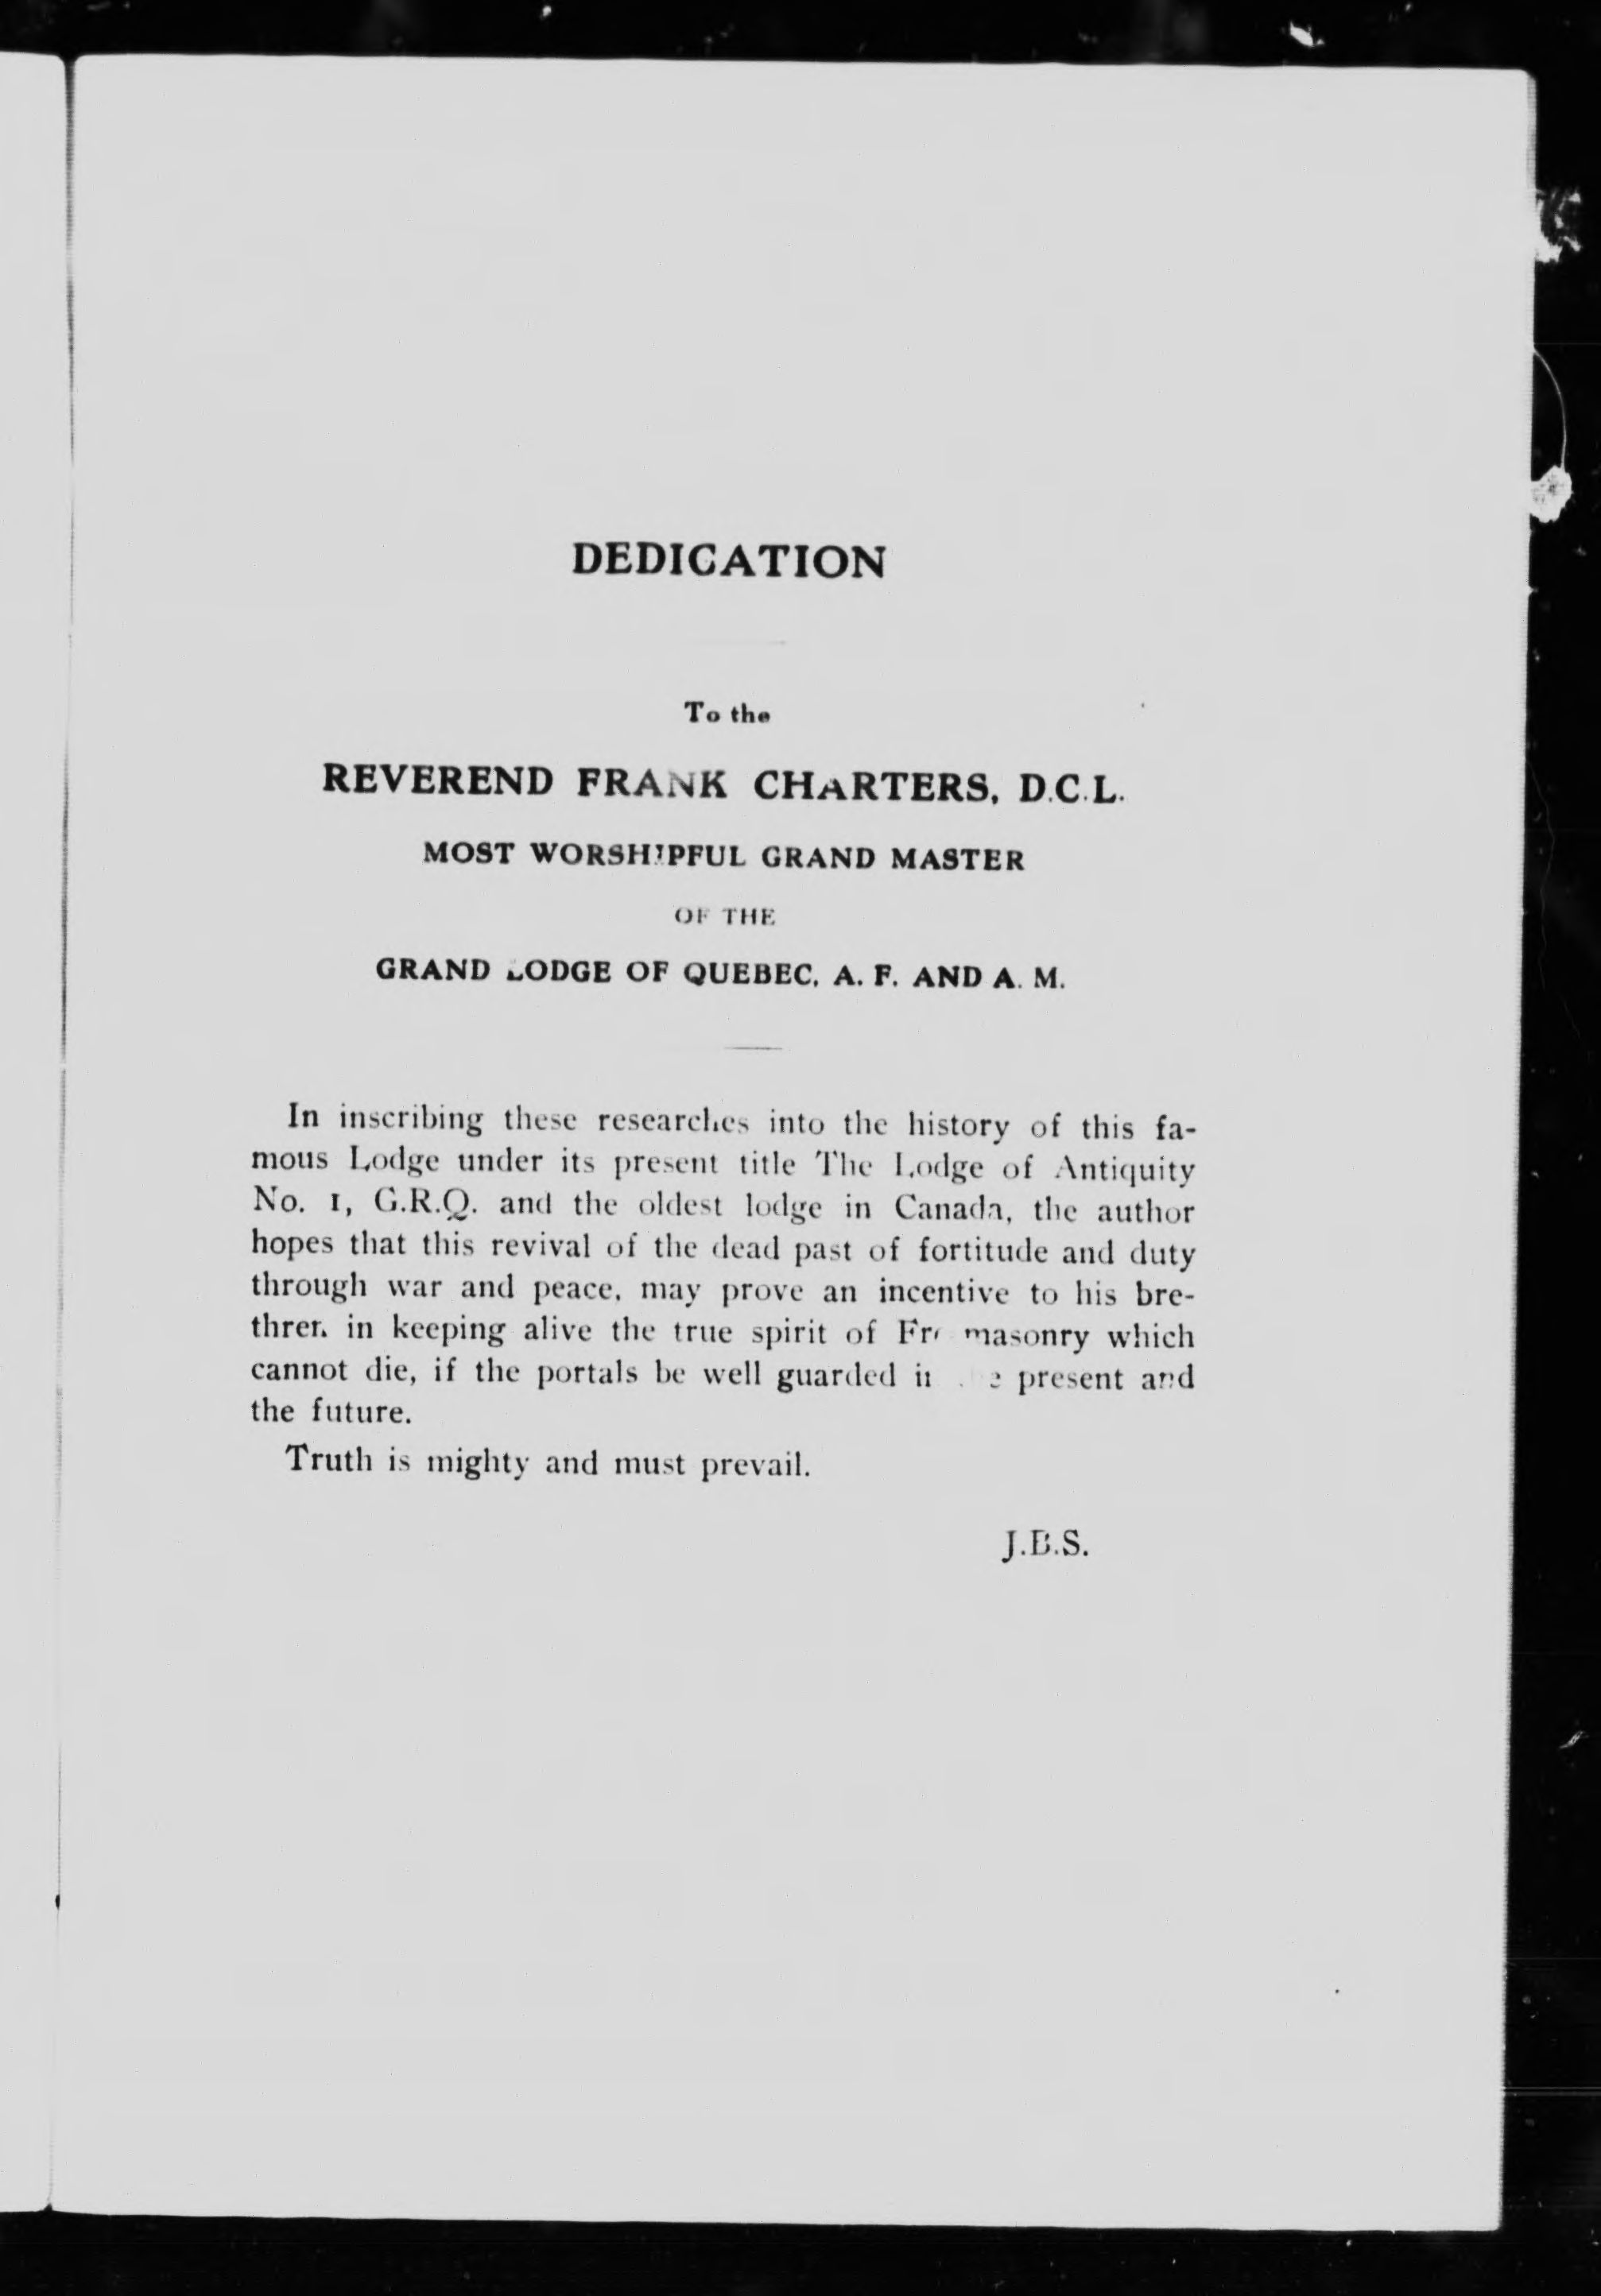 DEDICATION
To the
REVEREND FRANK CHARTERS, D.C.L.
MOST WORSHIPFUL GRAND MASTER
OF THE
GRAND LODGE OF QUEBEC, A. F. AND A. M.
In inscribing these researches into the history of this fa-
mous Lodge under its present title The Lodge of Antiquity
No. 1, G.R.Q. and the oldest lodge in Canada, the author
hopes that this revival of the dead past of fortitude and duty
through war and peace, may prove an incentive to his bre-
thren in keeping alive the true spirit of Freemasonry which
cannot die, if the portals be well guarded in present and
the future.
Truth is mighty and must prevail.
J.B.S.